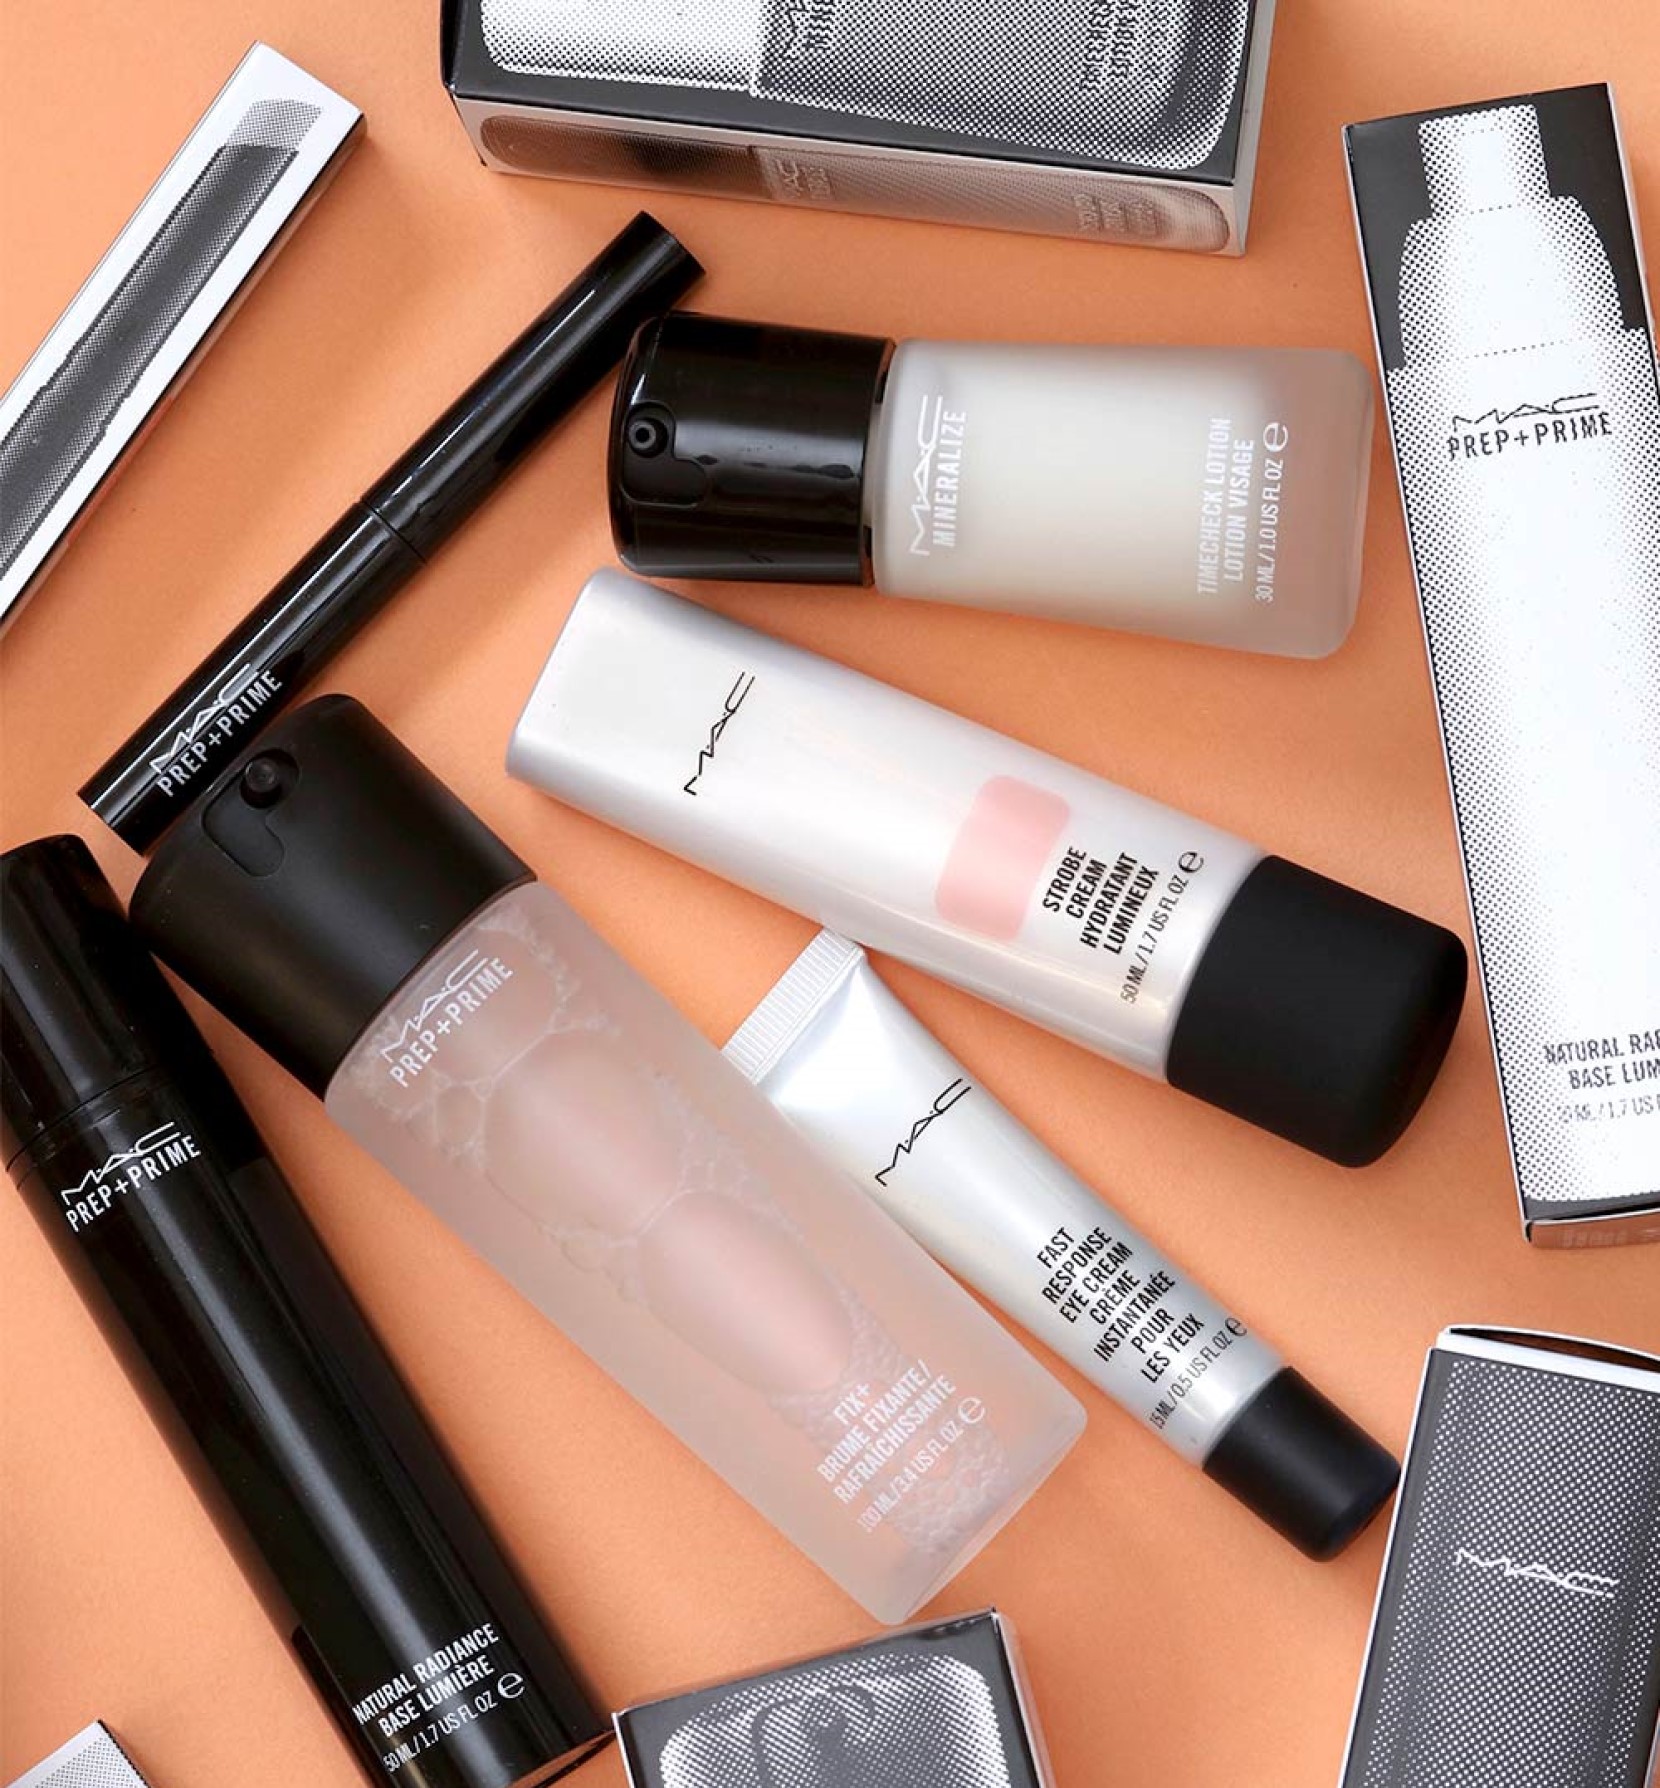 MAC
MINERALIZE
TIMECHECK LOTION
LOTION VISAGE
30 ML / 1.0 US FL OZ ℮
MAC
PREP+PRIME
NATURAL
BASE
MAC
PREP+PRIME
MAC
STROBE
CREAM
HYDRATANT
LUMINEUX
50 ML / 1.7 US FL OZ ℮
MAC
PREP+PRIME
FIX+
BRUME FIXANTE /
RAFRAÎCHISSANTE
100 ML / 3.4 US FL OZ ℮
MAC
FAST
RESPONSE
EYE CREAM
CRÈME
INSTANTANÉE
POUR
LES YEUX
15 ML / 0.5 US FL OZ ℮
MAC
PREP+PRIME
NATURAL RADIANCE
BASE LUMIÈRE
50 ML / 1.7 US FL OZ ℮
MAC